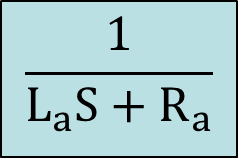 1
LₐS + Rₐ